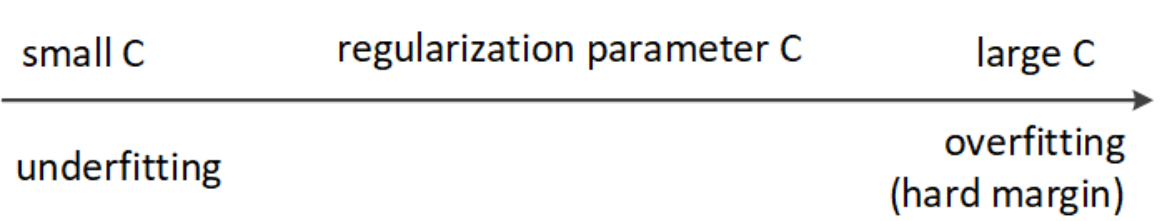 small C
regularization parameter C
large C
underfitting
overfitting
(hard margin)